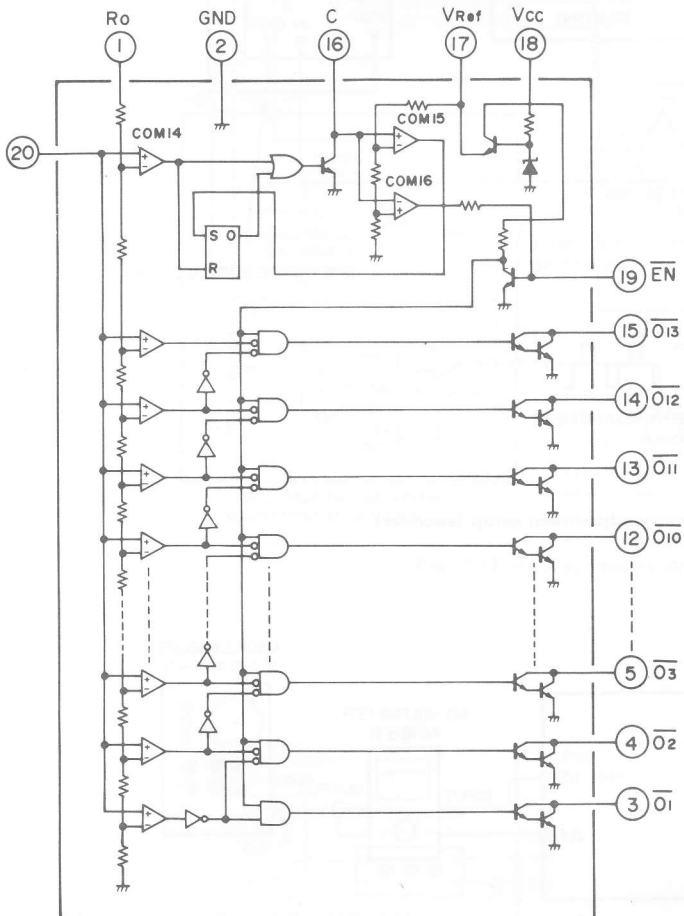 Ro GND C VRef VCC
1 2 16 17 18
COM14 COM15
20
COM16
S O
R
19 EN
15 O13
14 O12
13 O11
12 O10
5 O3
4 O2
3 O1